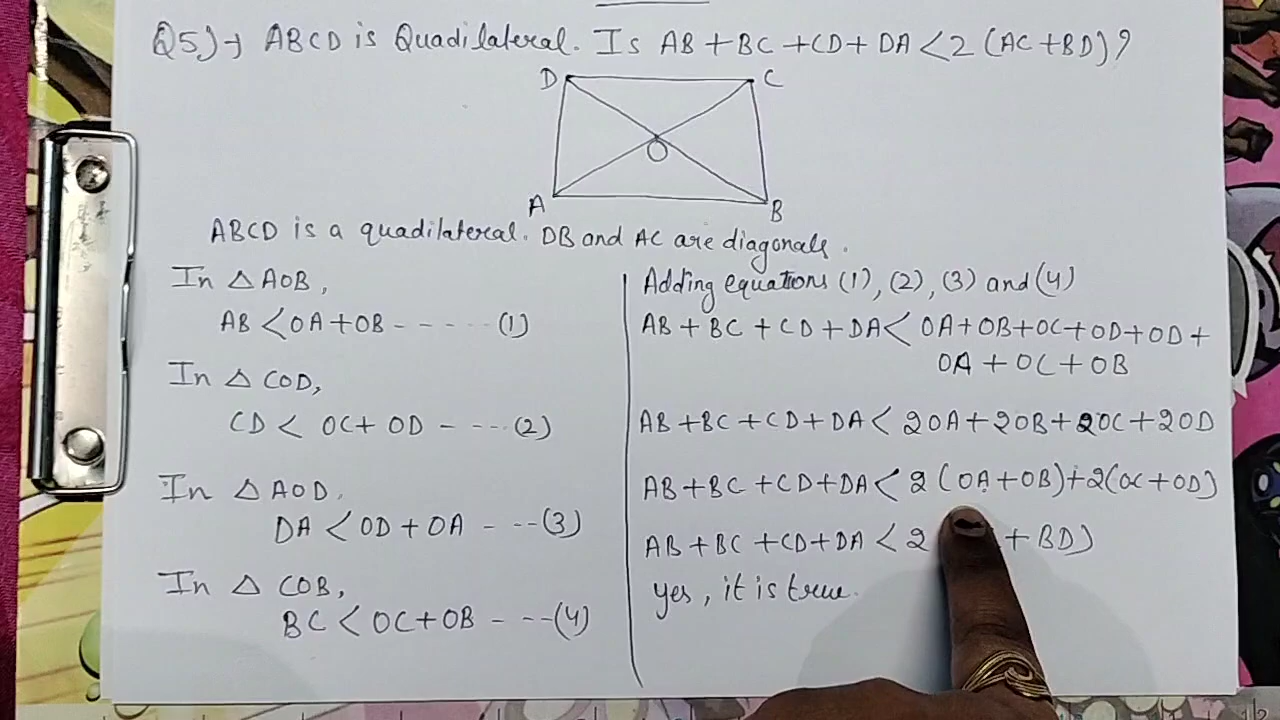 Q5)→ ABCD is Quadilateral. Is AB+BC+CD+DA<2(AC+BD)?
D C
O
A B
ABCD is a quadilateral. DB and AC are diagonals.
In △AOB,
AB<OA+OB - - - - - (1)
In △ COD,
CD< OC+ OD - - - - - (2)
In △ AOD,
DA<OD+OA - - - (3)
In △ COB,
BC<OC+OB - - - (4)
Adding equations (1), (2), (3) and (4)
AB+BC+CD+DA< OA+OB+OC+OD+OD+
OA+OC+OB
AB+BC+CD+DA<2OA+2OB+2OC+2OD
AB+BC+CD+DA<2(OA+OB)+2(OC+OD)
AB+BC+CD+DA<2 +BD)
yes, it is true.